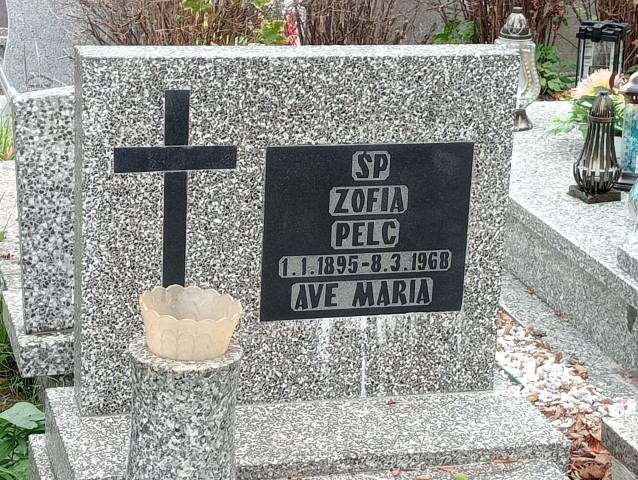 ŚP
ZOFIA
PELC
1.1.1895-8.3.1968
AVE MARIA